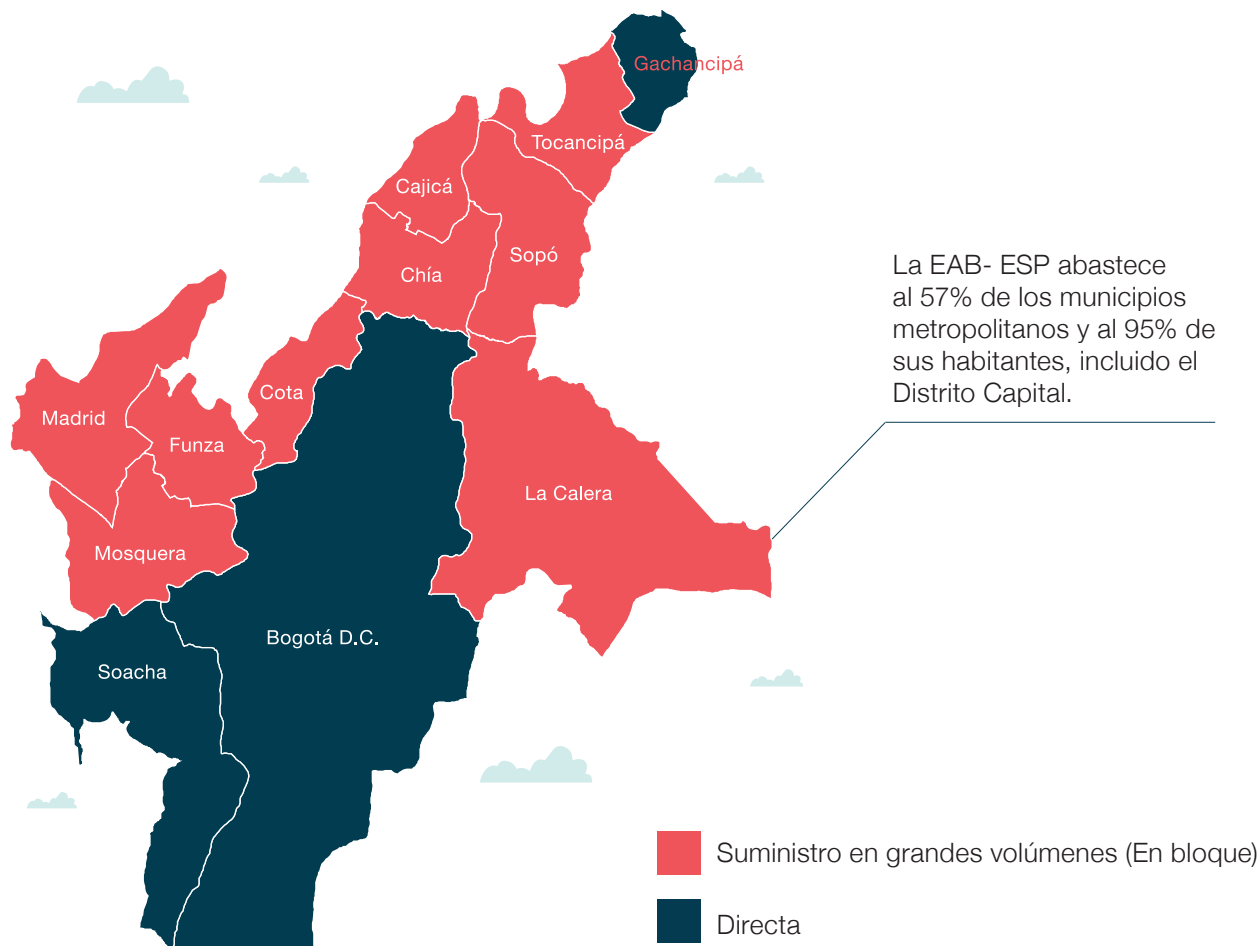 Gachancipá
Tocancipá
Cajicá
Sopó
Chía
La EAB- ESP abastece
al 57% de los municipios
metropolitanos y al 95% de
sus habitantes, incluido el
Distrito Capital.
Cota
Madrid
Funza
La Calera
Mosquera
Bogotá D.C.
Soacha
Suministro en grandes volúmenes (En bloque)
Directa